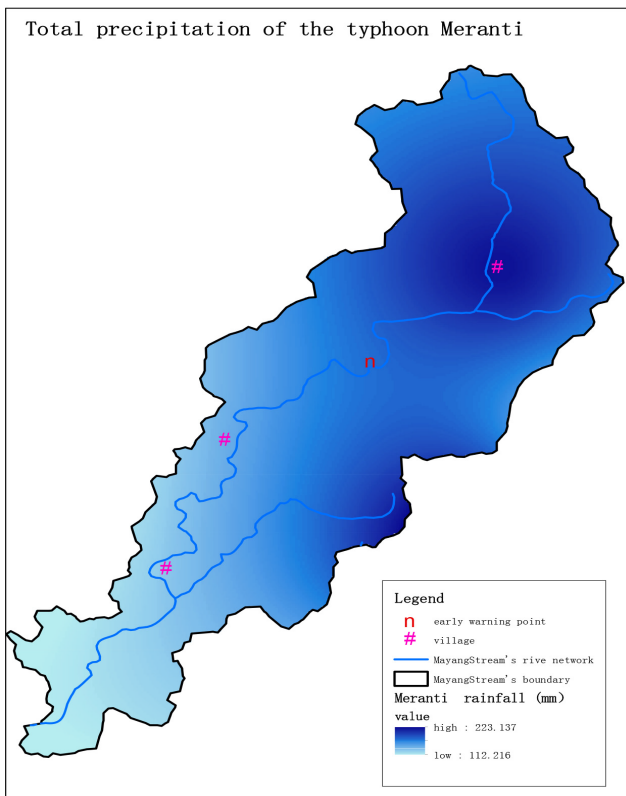 Total precipitation of the typhoon Meranti
#
n
#
#
Legend
n early warning point
# village
MayangStream's rive network
MayangStream's boundary
Meranti rainfall (mm)
value
high : 223.137
low : 112.216